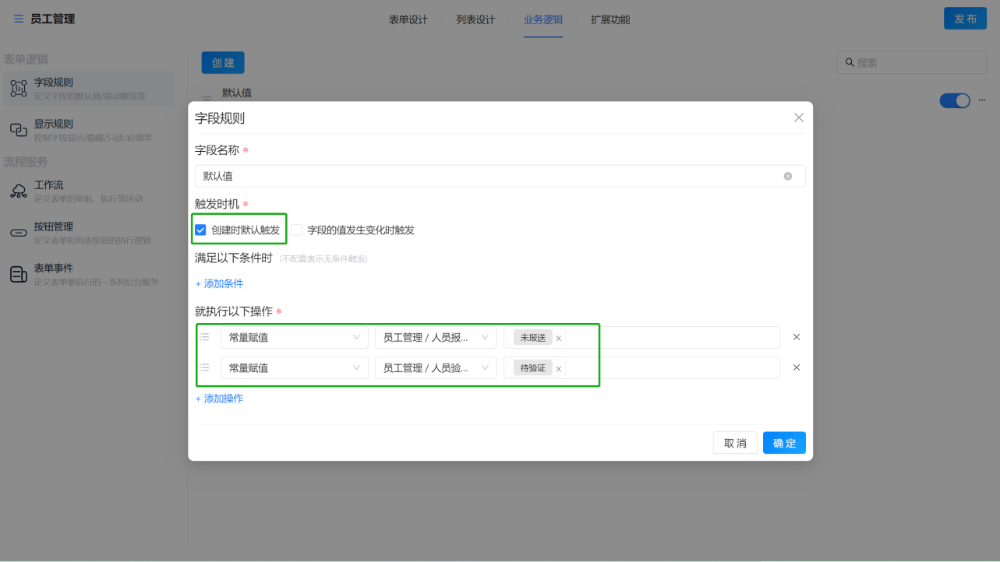 员工管理
表单设计
列表设计
业务逻辑
扩展功能
发布
表单逻辑
字段规则
定义字段的默认值/联动触发等
显示规则
控制字段显示/隐藏/只读/必填等
流程服务
工作流
定义表单的审批、执行等活动
按钮管理
定义表单和列表按钮的执行逻辑
表单事件
定义表单要执行的一系列后台服务
创建
搜索
默认值
字段规则
字段名称 *
默认值
触发时机 *
创建时默认触发
字段的值发生变化时触发
满足以下条件时 (不配置表示无条件触发)
+ 添加条件
就执行以下操作 *
常量赋值 员工管理 / 人员报... 未报送 x
常量赋值 员工管理 / 人员验... 待验证 x
+ 添加操作
取消
确定